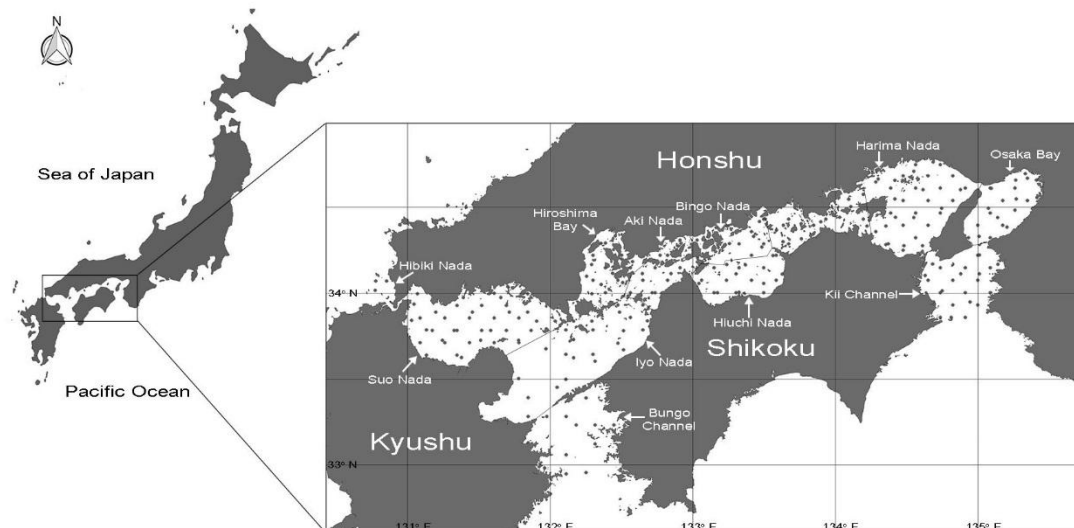 N
Sea of Japan
Pacific Ocean
Honshu
Harima Nada
Osaka Bay
Bingo Nada
Hiroshima
Bay
Aki Nada
Hibiki Nada
34° N
Kii Channel
Hiuchi Nada
Shikoku
Iyo Nada
Suo Nada
Bungo
Channel
Kyushu
33° N
131° E
132° E
133° E
134° E
135° E